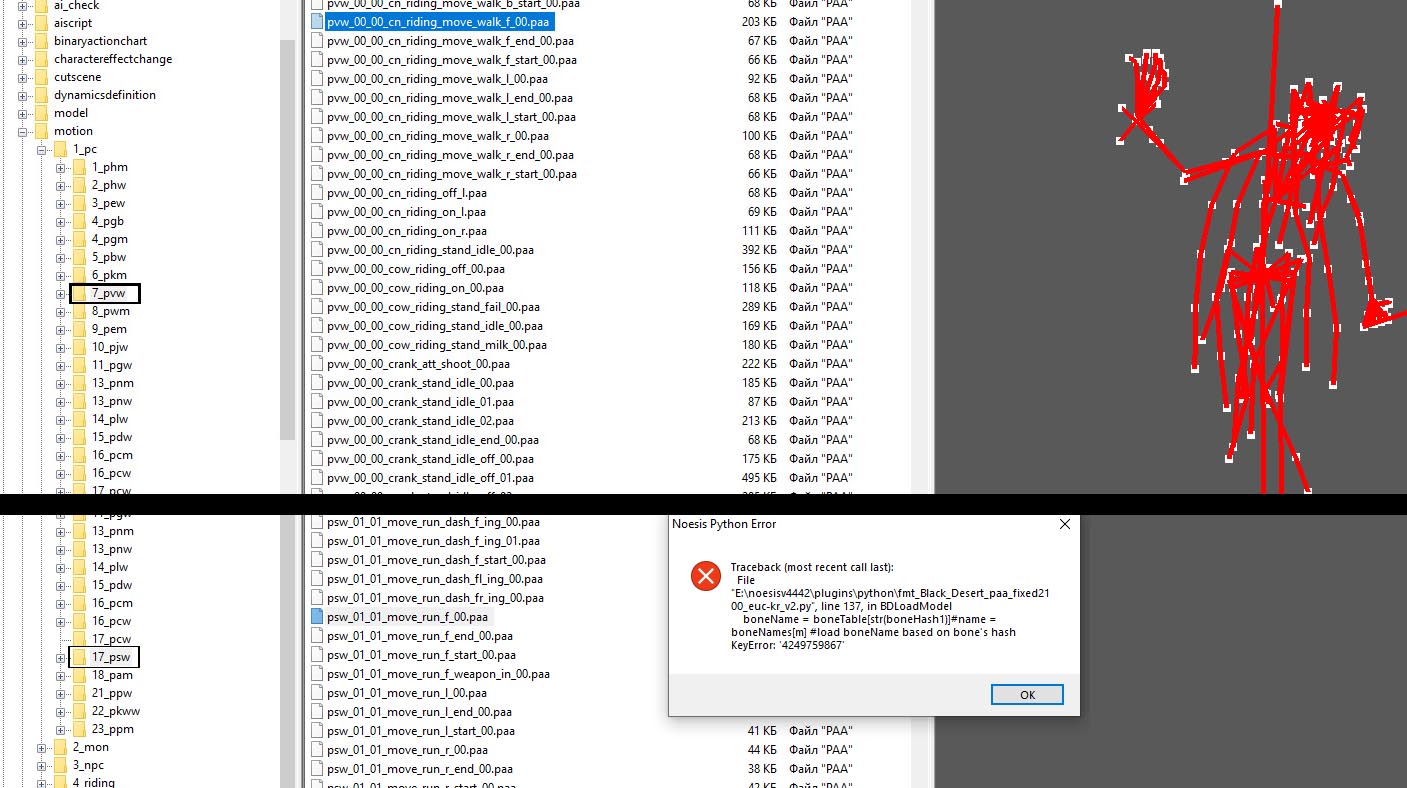 ai_check
aiscript
binaryactionchart
charactereffectchange
cutscene
dynamicsdefinition
model
motion
1_pc
1_phm
2_phw
3_pew
4_pgb
4_pgm
5_pbw
6_pkm
7_pvw
8_pwm
9_pem
10_pjw
11_pgw
13_pnm
13_pnw
14_plw
15_pdw
16_pcm
16_pcw
17_pcw
pvw_00_00_cn_riding_move_walk_b_start_00.paa 68 КБ Файл "PAA"
pvw_00_00_cn_riding_move_walk_f_00.paa 203 КБ Файл "PAA"
pvw_00_00_cn_riding_move_walk_f_end_00.paa 67 КБ Файл "PAA"
pvw_00_00_cn_riding_move_walk_f_start_00.paa 66 КБ Файл "PAA"
pvw_00_00_cn_riding_move_walk_l_00.paa 92 КБ Файл "PAA"
pvw_00_00_cn_riding_move_walk_l_end_00.paa 68 КБ Файл "PAA"
pvw_00_00_cn_riding_move_walk_l_start_00.paa 68 КБ Файл "PAA"
pvw_00_00_cn_riding_move_walk_r_00.paa 100 КБ Файл "PAA"
pvw_00_00_cn_riding_move_walk_r_end_00.paa 68 КБ Файл "PAA"
pvw_00_00_cn_riding_move_walk_r_start_00.paa 66 КБ Файл "PAA"
pvw_00_00_cn_riding_off_l.paa 68 КБ Файл "PAA"
pvw_00_00_cn_riding_on_l.paa 69 КБ Файл "PAA"
pvw_00_00_cn_riding_on_r.paa 111 КБ Файл "PAA"
pvw_00_00_cn_riding_stand_idle_00.paa 392 КБ Файл "PAA"
pvw_00_00_cow_riding_off_00.paa 156 КБ Файл "PAA"
pvw_00_00_cow_riding_on_00.paa 118 КБ Файл "PAA"
pvw_00_00_cow_riding_stand_fail_00.paa 289 КБ Файл "PAA"
pvw_00_00_cow_riding_stand_idle_00.paa 169 КБ Файл "PAA"
pvw_00_00_cow_riding_stand_milk_00.paa 180 КБ Файл "PAA"
pvw_00_00_crank_att_shoot_00.paa 222 КБ Файл "PAA"
pvw_00_00_crank_stand_idle_00.paa 185 КБ Файл "PAA"
pvw_00_00_crank_stand_idle_01.paa 87 КБ Файл "PAA"
pvw_00_00_crank_stand_idle_02.paa 213 КБ Файл "PAA"
pvw_00_00_crank_stand_idle_end_00.paa 68 КБ Файл "PAA"
pvw_00_00_crank_stand_idle_off_00.paa 175 КБ Файл "PAA"
pvw_00_00_crank_stand_idle_off_01.paa 495 КБ Файл "PAA"
11_pgw
13_pnm
13_pnw
14_plw
15_pdw
16_pcm
16_pcw
17_pcw
17_psw
18_pam
21_ppw
22_pkww
23_ppm
2_mon
3_npc
4_riding
psw_01_01_move_run_dash_f_ing_00.paa
psw_01_01_move_run_dash_f_ing_01.paa
psw_01_01_move_run_dash_f_start_00.paa
psw_01_01_move_run_dash_fl_ing_00.paa
psw_01_01_move_run_dash_fr_ing_00.paa
psw_01_01_move_run_f_00.paa
psw_01_01_move_run_f_end_00.paa
psw_01_01_move_run_f_start_00.paa
psw_01_01_move_run_f_weapon_in_00.paa
psw_01_01_move_run_l_00.paa
psw_01_01_move_run_l_end_00.paa
psw_01_01_move_run_l_start_00.paa 41 КБ Файл "PAA"
psw_01_01_move_run_r_00.paa 44 КБ Файл "PAA"
psw_01_01_move_run_r_end_00.paa 38 КБ Файл "PAA"
psw_01_01_move_run_r_start_00.paa 42 КБ Файл "PAA"
Noesis Python Error
Traceback (most recent call last):
File
"E:\noesisv4442\plugins\python\fmt_Black_Desert_paa_fixed21
00_euc-kr_v2.py", line 137, in BDLoadModel
boneName = boneTable[str(boneHash1)]#name =
boneNames[m] #load boneName based on bone's hash
KeyError: '4249759867'
OK